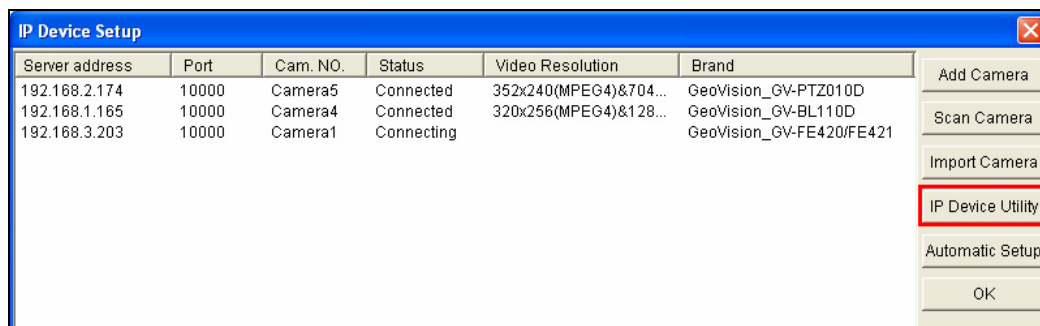 IP Device Setup
Server address Port Cam. NO. Status Video Resolution Brand
192.168.2.174 10000 Camera5 Connected 352x240(MPEG4)&704... GeoVision_GV-PTZ010D
192.168.1.165 10000 Camera4 Connected 320x256(MPEG4)&128... GeoVision_GV-BL110D
192.168.3.203 10000 Camera1 Connecting GeoVision_GV-FE420/FE421
Add Camera
Scan Camera
Import Camera
IP Device Utility
Automatic Setup
OK